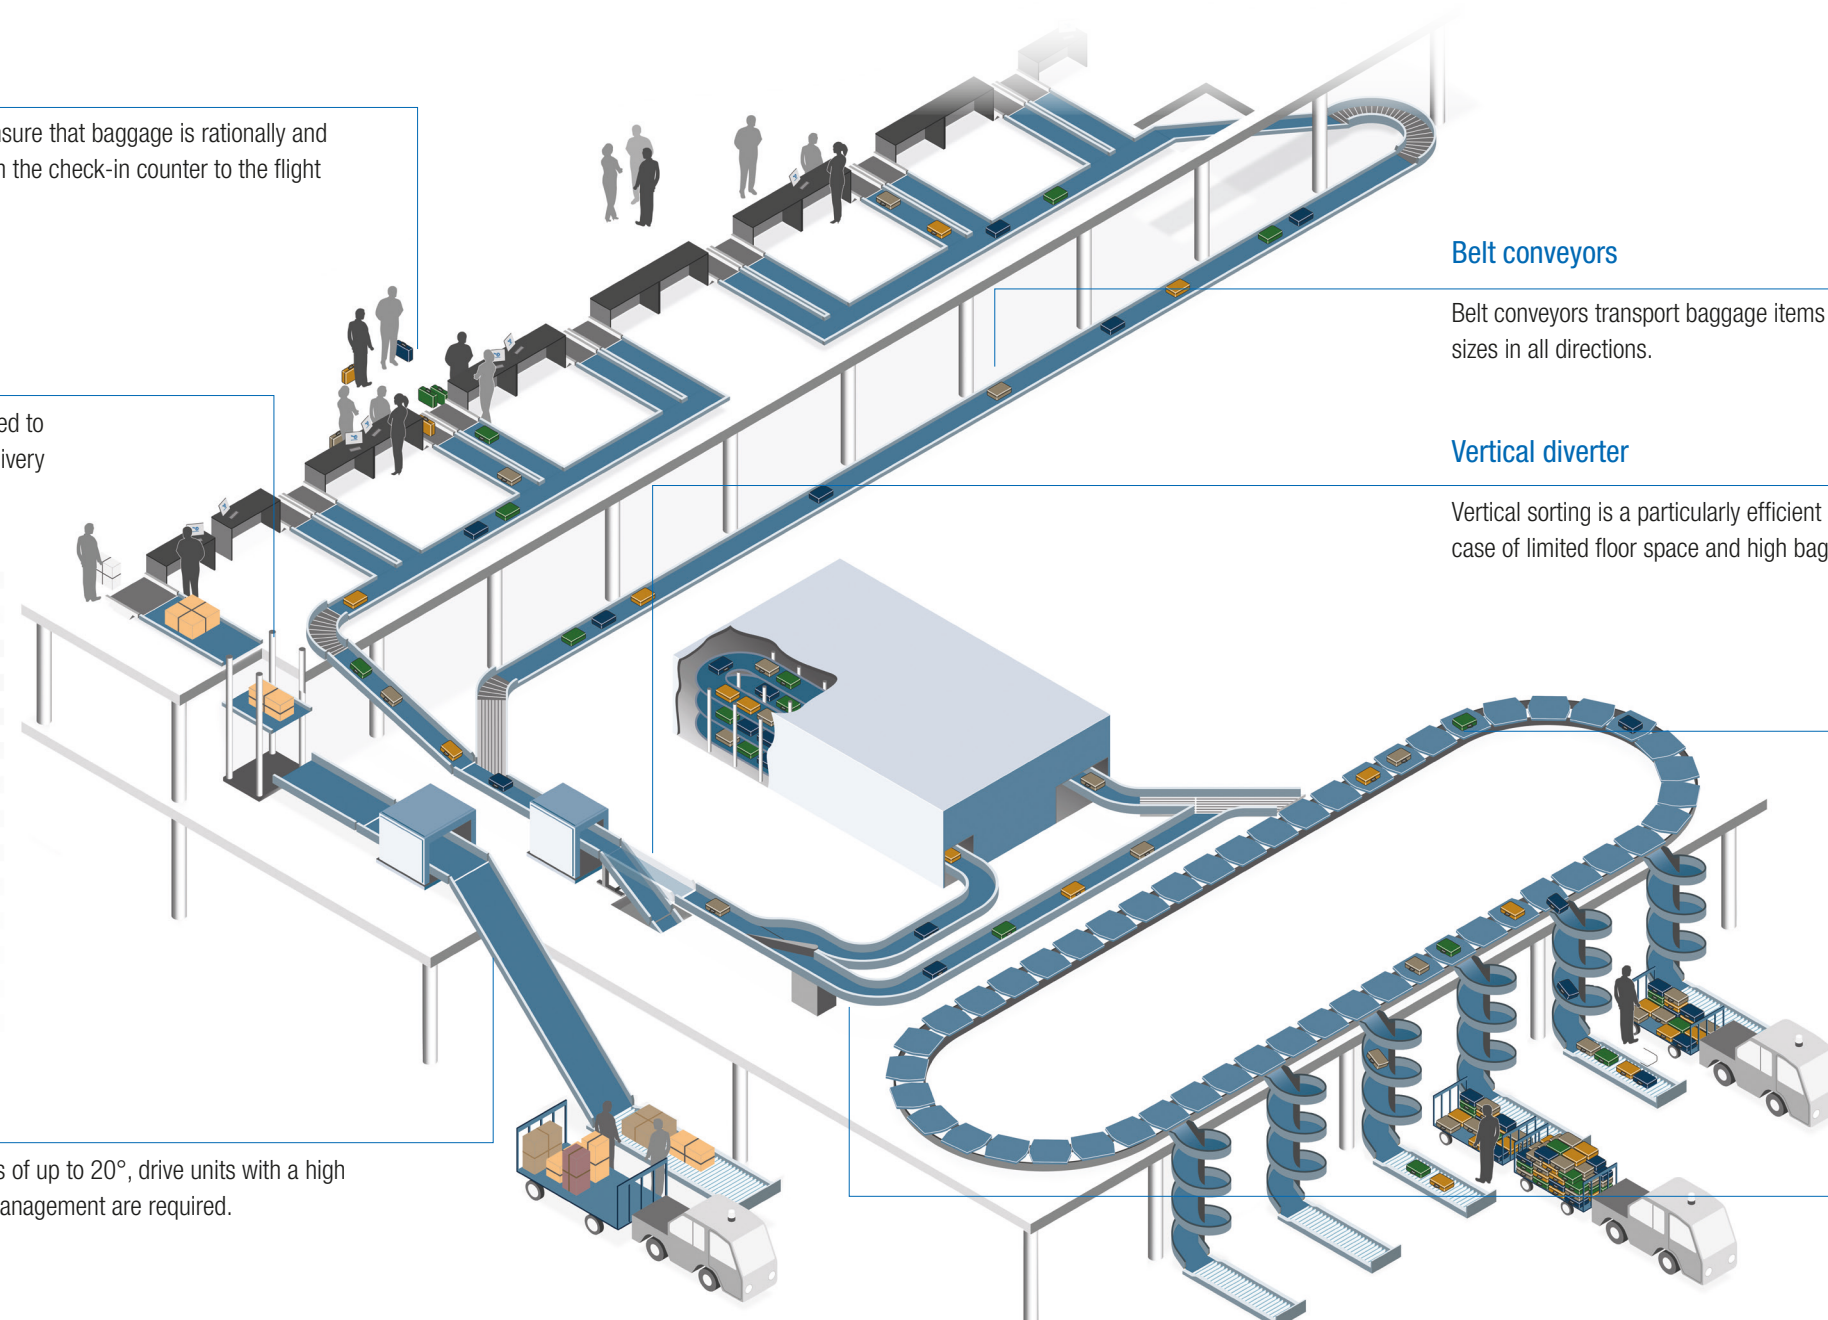 sure that baggage is rationally and
the check-in counter to the flight
Belt conveyors
Belt conveyors transport baggage items
sizes in all directions.
ed to
ivery
Vertical diverter
Vertical sorting is a particularly efficient
case of limited floor space and high bag
s of up to 20°, drive units with a high
anagement are required.